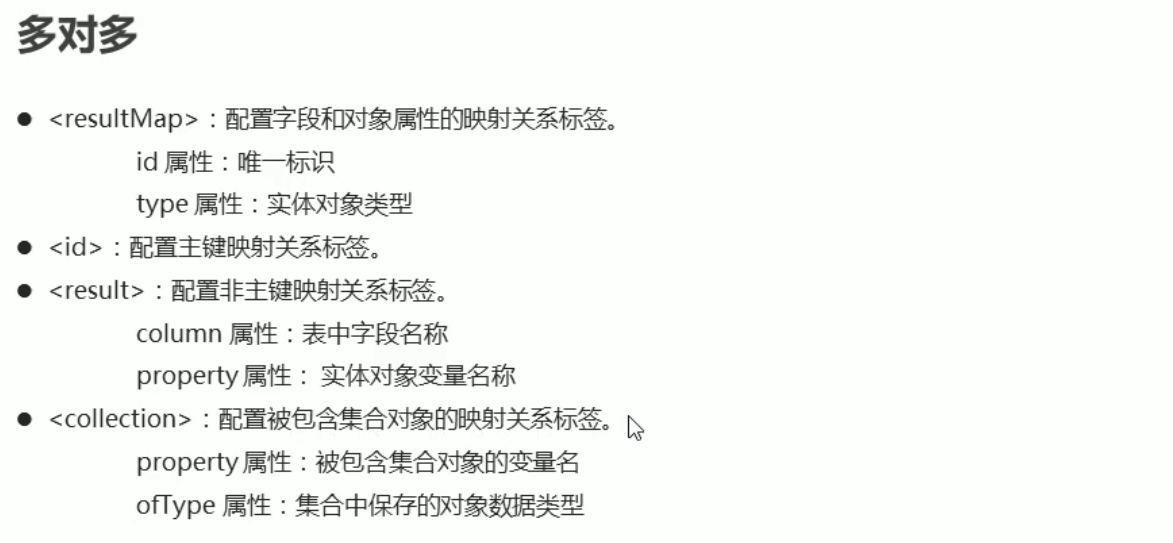 多对多
● <resultMap>：配置字段和对象属性的映射关系标签。
id 属性：唯一标识
type 属性：实体对象类型
● <id>：配置主键映射关系标签。
● <result>：配置非主键映射关系标签。
column 属性：表中字段名称
property 属性： 实体对象变量名称
● <collection>：配置被包含集合对象的映射关系标签。
property 属性：被包含集合对象的变量名
ofType 属性：集合中保存的对象数据类型